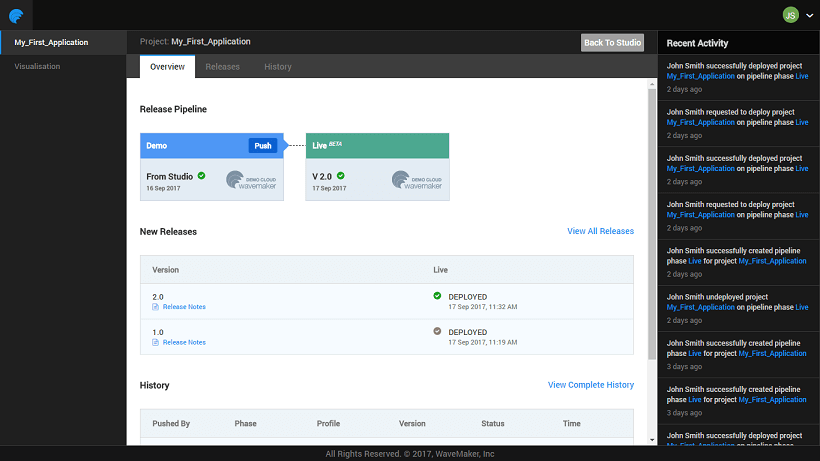 JS
My_First_Application
Visualisation
Project: My_First_Application
Back To Studio
Overview
Releases
History
Release Pipeline
Demo
Push
From Studio
16 Sep 2017
DEMO CLOUD
wavemaker
Live BETA
V 2.0
17 Sep 2017
DEMO CLOUD
wavemaker
New Releases
View All Releases
Version
Live
2.0
Release Notes
DEPLOYED
17 Sep 2017, 11:32 AM
1.0
Release Notes
DEPLOYED
17 Sep 2017, 11:19 AM
History
View Complete History
Pushed By
Phase
Profile
Version
Status
Time
Recent Activity
John Smith successfully deployed project
My_First_Application on pipeline phase Live
2 days ago
John Smith requested to deploy project
My_First_Application on pipeline phase Live
2 days ago
John Smith successfully deployed project
My_First_Application on pipeline phase Live
2 days ago
John Smith requested to deploy project
My_First_Application on pipeline phase Live
2 days ago
John Smith successfully created pipeline
phase Live for project My_First_Application
2 days ago
John Smith undeployed project
My_First_Application on pipeline phase Live
2 days ago
John Smith successfully created pipeline
phase Live for project My_First_Application
3 days ago
John Smith successfully created pipeline
phase Live for project My_First_Application
3 days ago
John Smith successfully deployed project
My_First_Application on pipeline phase Live
All Rights Reserved. © 2017, WaveMaker, Inc